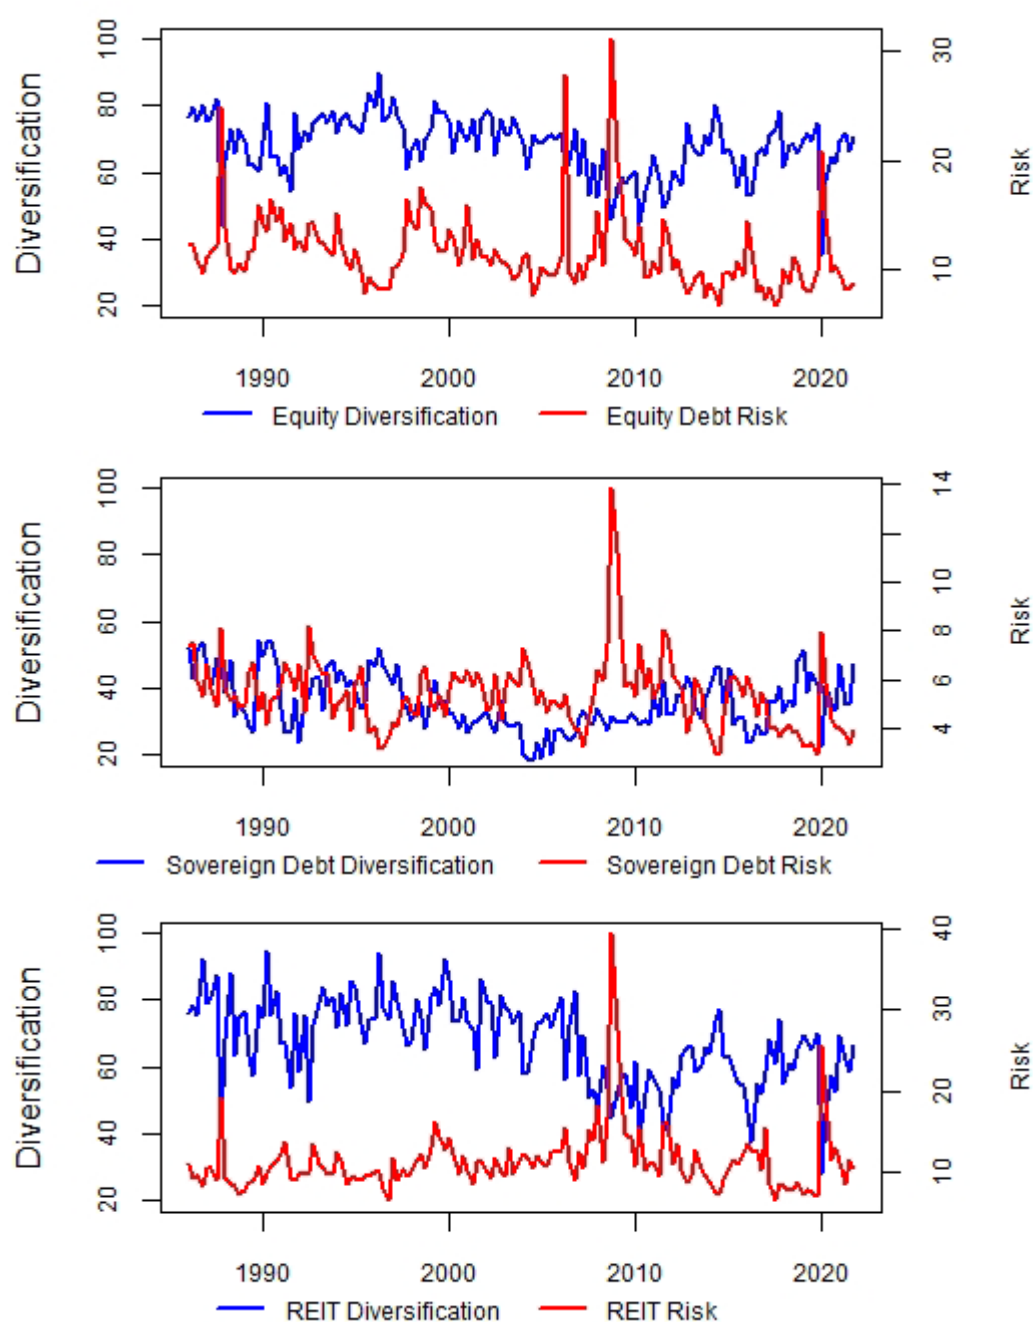 Diversification
100
80
60
40
20
30
20
10
Risk
1990 2000 2010 2020
Equity Diversification Equity Debt Risk
Diversification
100
80
60
40
20
14
10
8
6
4
Risk
1990 2000 2010 2020
Sovereign Debt Diversification Sovereign Debt Risk
Diversification
100
80
60
40
20
40
30
20
10
Risk
1990 2000 2010 2020
REIT Diversification REIT Risk